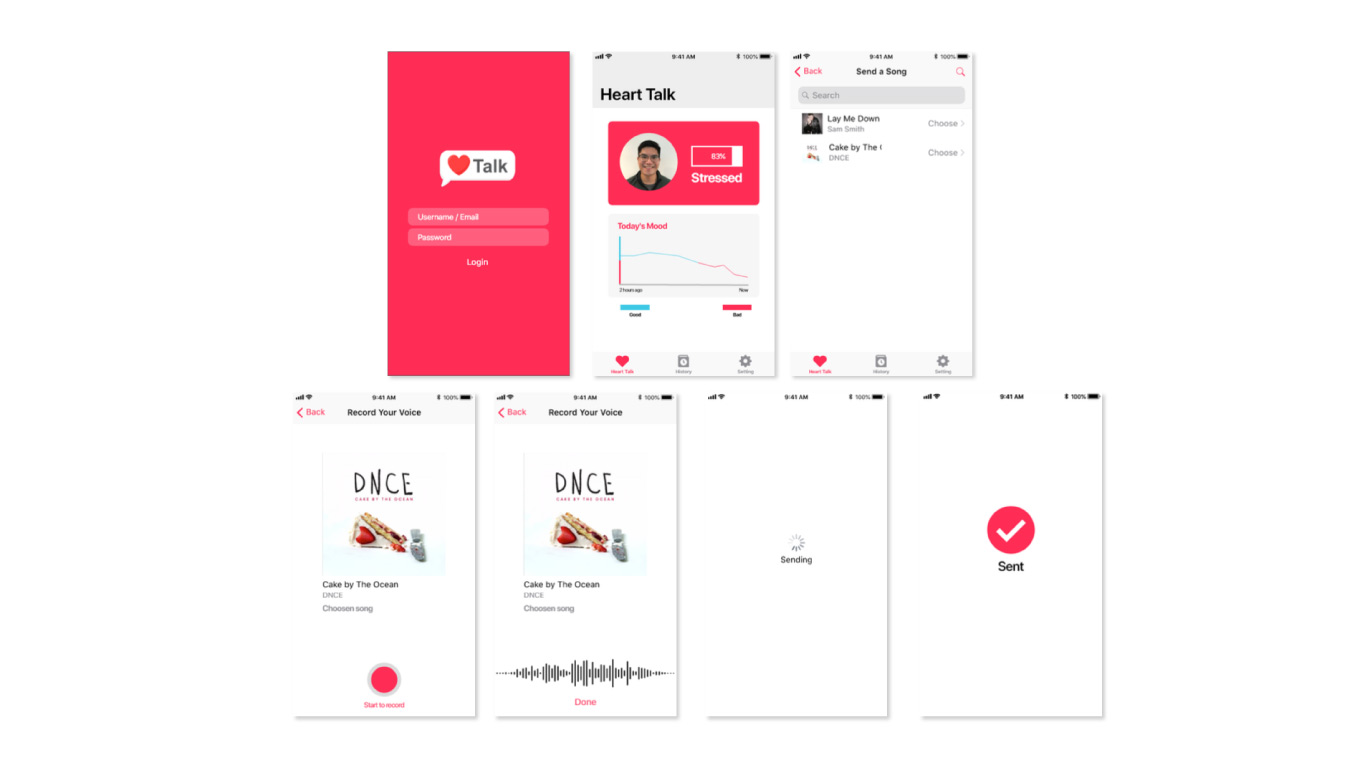 Talk
Username / Email
Password
Login
9:41 AM
100%
Heart Talk
83%
Stressed
Today's Mood
2 hours ago
Now
Good
Bad
Heart Talk
History
Setting
9:41 AM
100%
Back
Send a Song
Search
Lay Me Down
Sam Smith
Choose
Cake by The
DNCE
Choose
Heart Talk
History
Setting
9:41 AM
100%
Back
Record Your Voice
DNCE
CAKE BY THE OCEAN
Cake by The Ocean
DNCE
Choosen song
Start to record
9:41 AM
100%
Back
Record Your Voice
DNCE
CAKE BY THE OCEAN
Cake by The Ocean
DNCE
Choosen song
Done
9:41 AM
100%
Sending
9:41 AM
100%
Sent